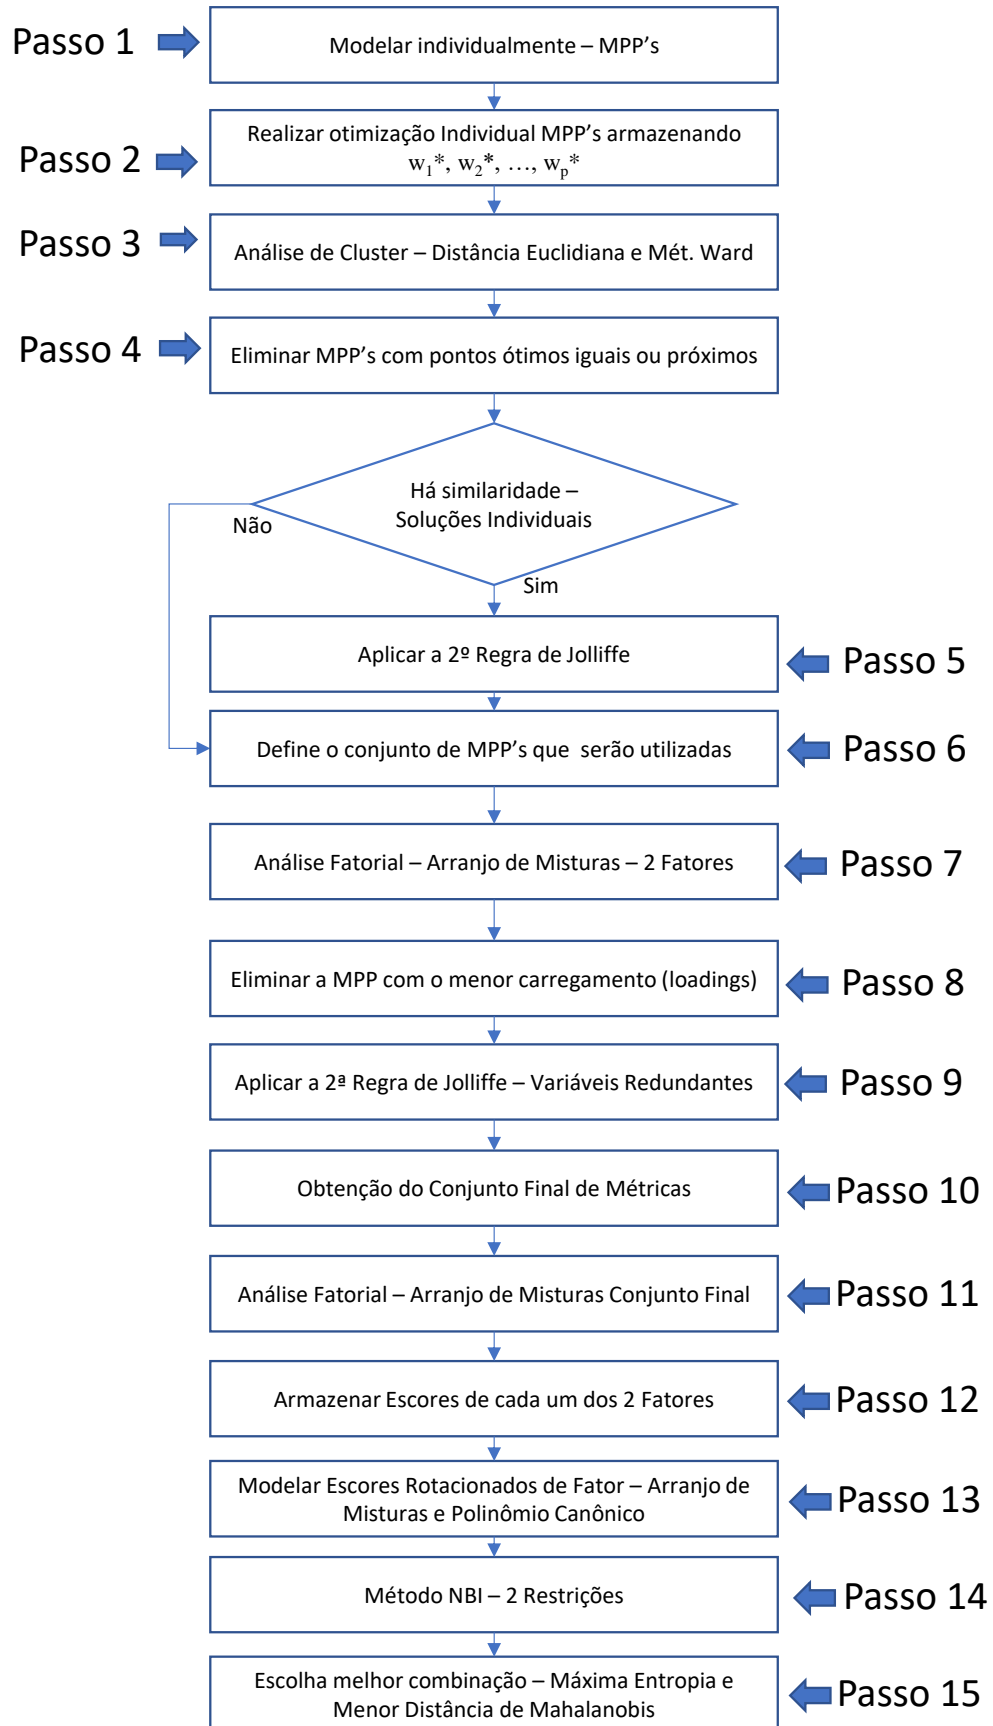 Passo 1
Modelar individualmente – MPP's
Passo 2
Realizar otimização Individual MPP's armazenando
w1*, w2*, …, wp*
Passo 3
Análise de Cluster – Distância Euclidiana e Mét. Ward
Passo 4
Eliminar MPP's com pontos ótimos iguais ou próximos
Há similaridade –
Soluções Individuais
Não
Sim
Aplicar a 2º Regra de Jolliffe
Passo 5
Define o conjunto de MPP's que serão utilizadas
Passo 6
Análise Fatorial – Arranjo de Misturas – 2 Fatores
Passo 7
Eliminar a MPP com o menor carregamento (loadings)
Passo 8
Aplicar a 2ª Regra de Jolliffe – Variáveis Redundantes
Passo 9
Obtenção do Conjunto Final de Métricas
Passo 10
Análise Fatorial – Arranjo de Misturas Conjunto Final
Passo 11
Armazenar Escores de cada um dos 2 Fatores
Passo 12
Modelar Escores Rotacionados de Fator – Arranjo de
Misturas e Polinômio Canônico
Passo 13
Método NBI – 2 Restrições
Passo 14
Escolha melhor combinação – Máxima Entropia e
Menor Distância de Mahalanobis
Passo 15